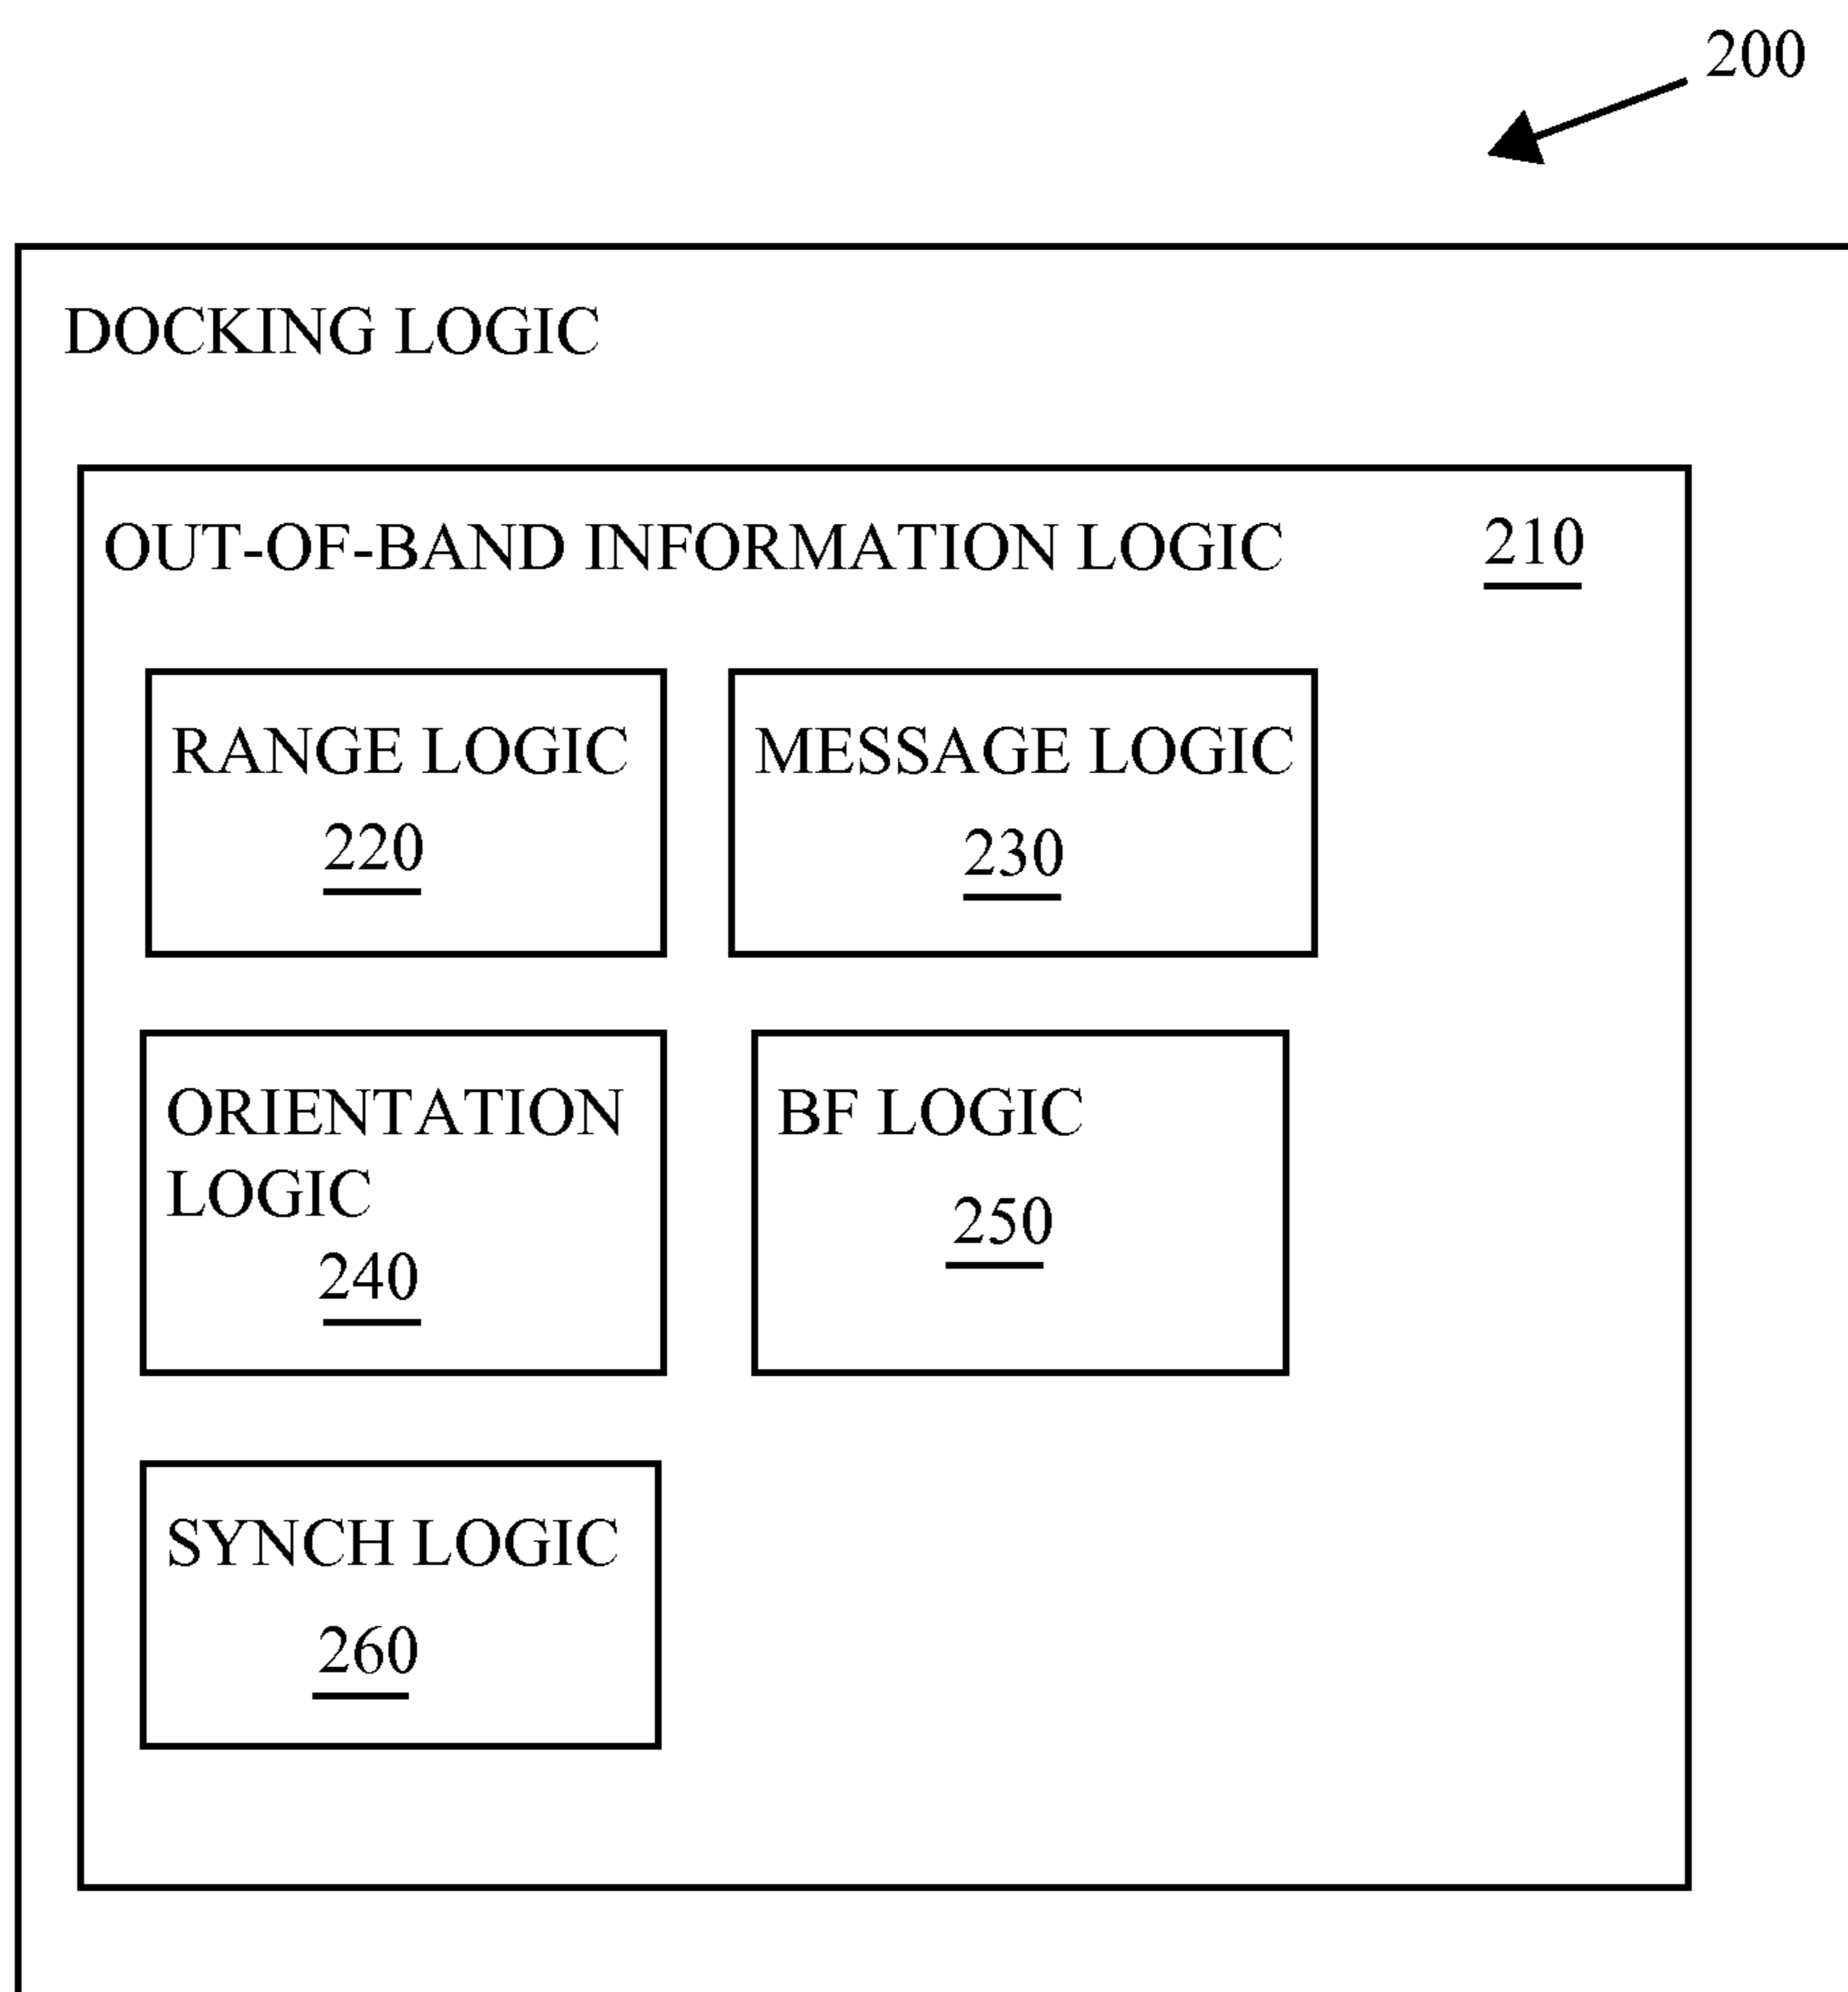 200
DOCKING LOGIC
OUT-OF-BAND INFORMATION LOGIC 210
RANGE LOGIC
220
MESSAGE LOGIC
230
ORIENTATION
LOGIC
240
BF LOGIC
250
SYNCH LOGIC
260